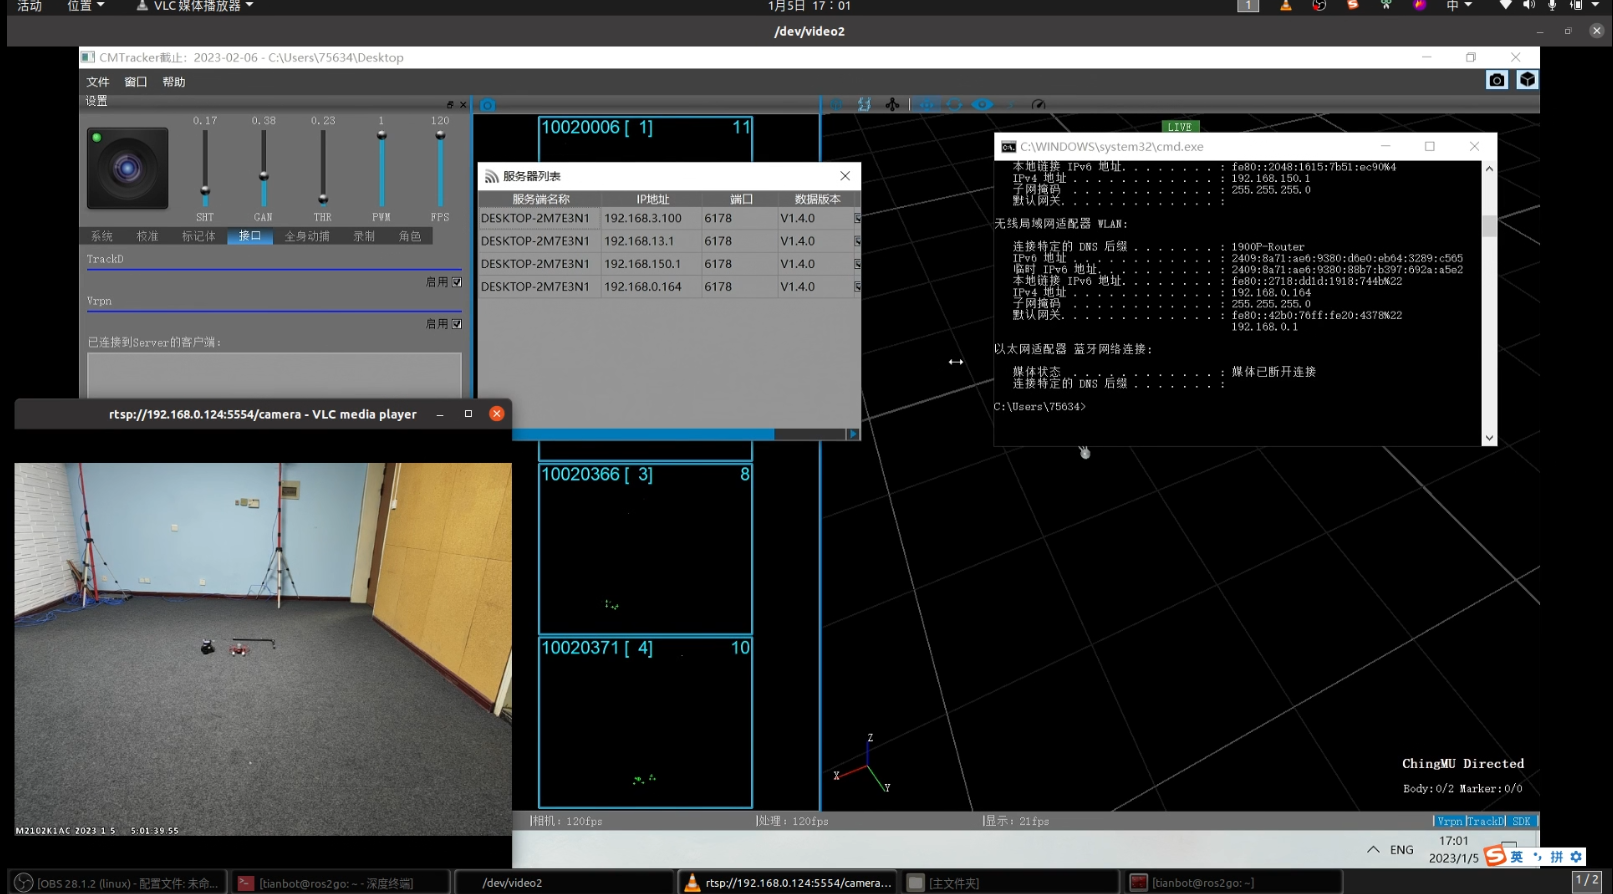 活动 位置 VLC 媒体播放器 1月5日 17：01 1 中
/dev/video2
CMTracker截止：2023-02-06 - C:\Users\75634\Desktop
文件 窗口 帮助
设置
0.17 0.38 0.23 1 120
SHT GAN THR PWM FPS
系统 校准 标记体 接口 全身动捕 录制 角色
TrackD
启用
Vrpn
启用
已连接到Server的客户端：
10020006 [ 1] 11
服务器列表
服务端名称 IP地址 端口 数据版本
DESKTOP-2M7E3N1 192.168.3.100 6178 V1.4.0
DESKTOP-2M7E3N1 192.168.13.1 6178 V1.4.0
DESKTOP-2M7E3N1 192.168.150.1 6178 V1.4.0
DESKTOP-2M7E3N1 192.168.0.164 6178 V1.4.0
10020366 [ 3] 8
10020371 [ 4] 10
LIVE
C:\WINDOWS\system32\cmd.exe
本地链接 IPv6 地址. . . . . . . . : fe80::2048:1615:7b51:ec90%4
IPv4 地址 . . . . . . . . . . . . : 192.168.150.1
子网掩码 . . . . . . . . . . . . : 255.255.255.0
默认网关. . . . . . . . . . . . . :
无线局域网适配器 WLAN:
连接特定的 DNS 后缀 . . . . . . . : 1900P-Router
IPv6 地址 . . . . . . . . . . . . : 2409:8a71:ae6:9380:d6e0:eb64:3289:c565
临时 IPv6 地址. . . . . . . . . . : 2409:8a71:ae6:9380:88b7:b397:692a:a5e2
本地链接 IPv6 地址. . . . . . . . : fe80::2718:dd1d:1918:744b%22
IPv4 地址 . . . . . . . . . . . . : 192.168.0.164
子网掩码 . . . . . . . . . . . . : 255.255.255.0
默认网关. . . . . . . . . . . . . : fe80::42b0:76ff:fe20:4378%22
192.168.0.1
以太网适配器 蓝牙网络连接:
媒体状态 . . . . . . . . . . . . : 媒体已断开连接
连接特定的 DNS 后缀 . . . . . . . :
C:\Users\75634>
rtsp://192.168.0.124:5554/camera - VLC media player
M2102K1AC 2023 1 5 5:01:39.55
Z
X
Y
ChingMU Directed
Body:0/2 Marker:0/0
相机：120fps 处理：120fps 显示：21fps Vrpn TrackD SDK
ENG 17:01
2023/1/5
英 拼
[OBS 28.1.2 (linux) - 配置文件: 未命... [tianbot@ros2go: ~ - 深度终端] /dev/video2 rtsp://192.168.0.124:5554/camera... [主文件夹] [tianbot@ros2go: ~] 1 / 2